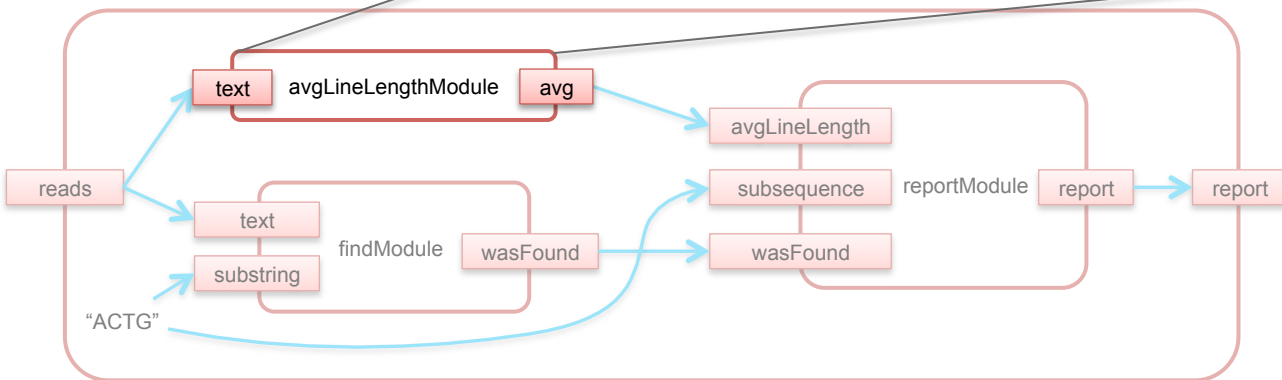 text avgLineLengthModule avg
avgLineLength
reads
subsequence reportModule report report
text
findModule wasFound
wasFound
substring
“ACTG”